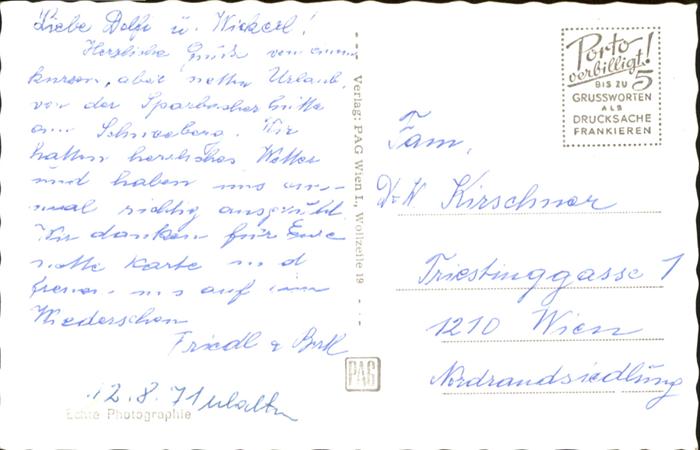 Liebe Dolfi u. Wickerl!
Herzliche Grüße von einem
kurzen, aber netten Urlaub,
von der Sparbacher Hütte
am Schneeberg. Wir
hatten herrliches Wetter
und haben uns ein-
mal richtig ausgeruht.
Wir danken für Eure
nette Karte und
freuen uns auf ein
Wiedersehen
Friedl &
12.8.71
Echte Photographie
Verlag: PAG Wien I., Wollzeile 19
PAG
Porto
verbilligt!
BIS ZU 5
GRUSSWORTEN
ALS
DRUCKSACHE
FRANKIEREN
Fam.
Kirschner
Triestinggasse 1
1210 Wien
Nordrandsiedlung